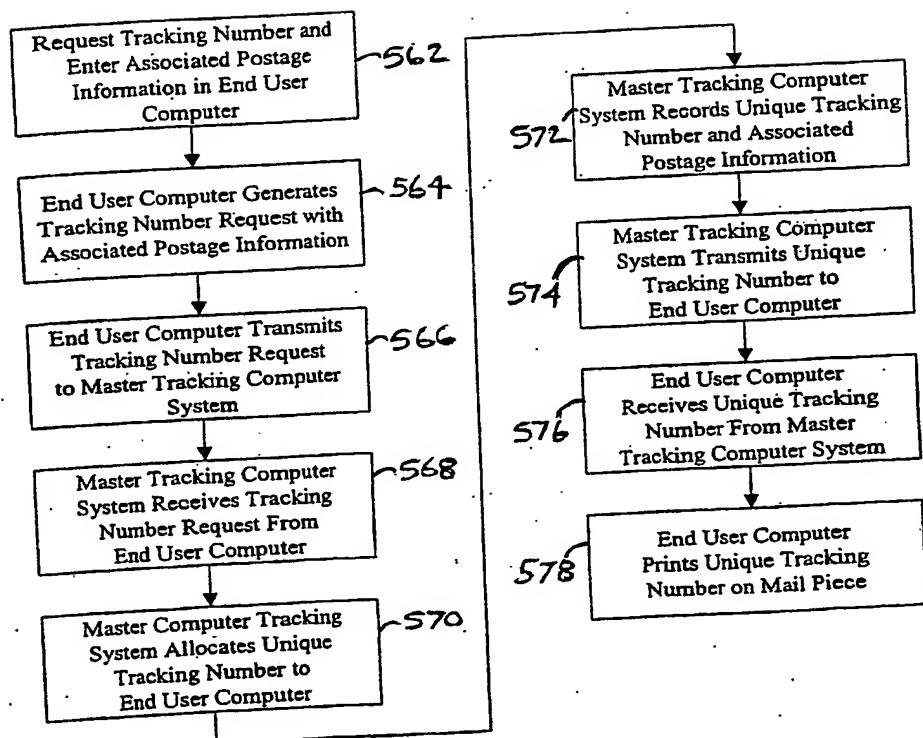 Request Tracking Number and
Enter Associated Postage
Information in End User
Computer
562
End User Computer Generates
Tracking Number Request with
Associated Postage Information
564
End User Computer Transmits
Tracking Number Request
to Master Tracking Computer
System
566
Master Tracking Computer
System Receives Tracking
Number Request From
End User Computer
568
Master Computer Tracking
System Allocates Unique
Tracking Number to
End User Computer
570
Master Tracking Computer
System Records Unique Tracking
Number and Associated
Postage Information
572
Master Tracking Computer
System Transmits Unique
Tracking Number to
End User Computer
574
End User Computer
Receives Unique Tracking
Number From Master
Tracking Computer System
576
End User Computer
Prints Unique Tracking
Number on Mail Piece
578